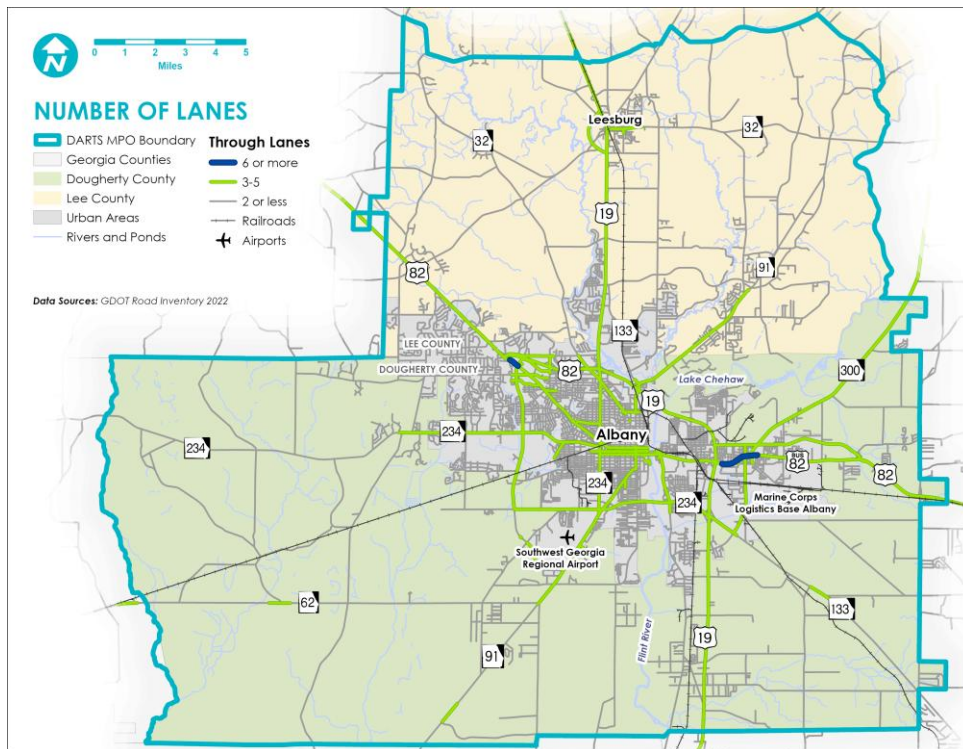 N
0 1 2 3 4 5
Miles
NUMBER OF LANES
DARTS MPO Boundary
Georgia Counties
Dougherty County
Lee County
Urban Areas
Rivers and Ponds
Through Lanes
6 or more
3-5
2 or less
Railroads
Airports
Data Sources: GDOT Road Inventory 2022
Leesburg
32
32
19
82
91
133
LEE COUNTY
DOUGHERTY COUNTY
82
300
Lake Chehaw
19
234
234
Albany
BUS
82
82
234
234
Marine Corps
Logistics Base Albany
Southwest Georgia
Regional Airport
62
133
Flint River
19
91